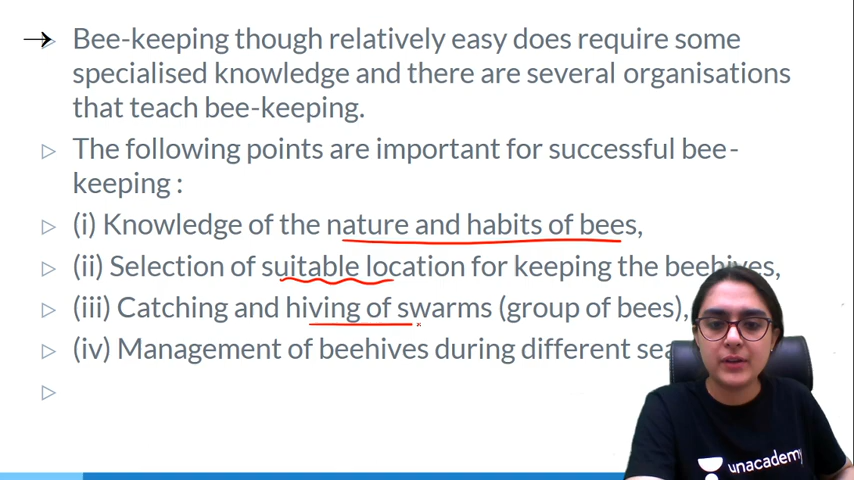 Bee-keeping though relatively easy does require some
specialised knowledge and there are several organisations
that teach bee-keeping.
The following points are important for successful bee-
keeping :
(i) Knowledge of the nature and habits of bees,
(ii) Selection of suitable location for keeping the beehives,
(iii) Catching and hiving of swarms (group of bees),
(iv) Management of beehives during different
unacademy